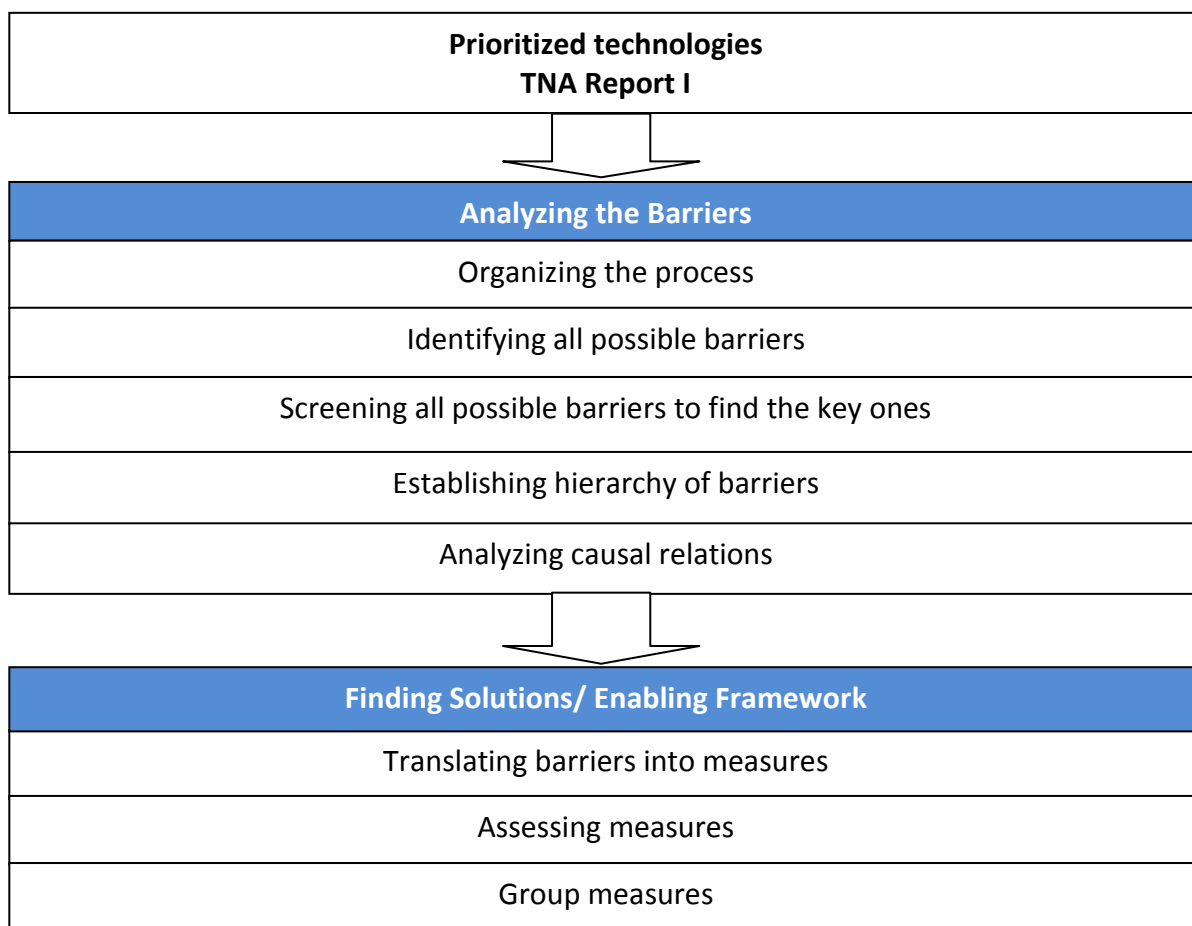 Prioritized technologies
TNA Report I
Analyzing the Barriers
Organizing the process
Identifying all possible barriers
Screening all possible barriers to find the key ones
Establishing hierarchy of barriers
Analyzing causal relations
Finding Solutions/ Enabling Framework
Translating barriers into measures
Assessing measures
Group measures